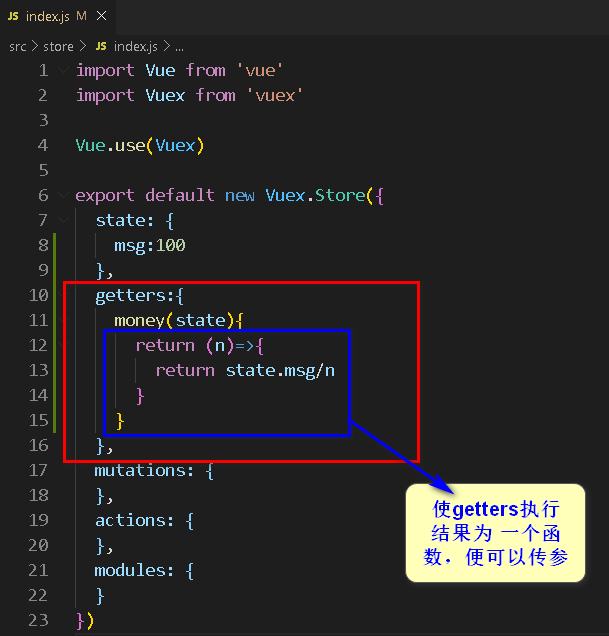 JS index.js M ×
src > store > JS index.js > ...
1 import Vue from 'vue'
2 import Vuex from 'vuex'
3
4 Vue.use(Vuex)
5
6 export default new Vuex.Store({
7 state: {
8 msg:100
9 },
10 getters:{
11 money(state){
12 return (n)=>{
13 return state.msg/n
14 }
15 }
16 },
17 mutations: {
18 },
19 actions: {
20 },
21 modules: {
22 }
23 })
使getters执行
结果为 一个函
数，便可以传参